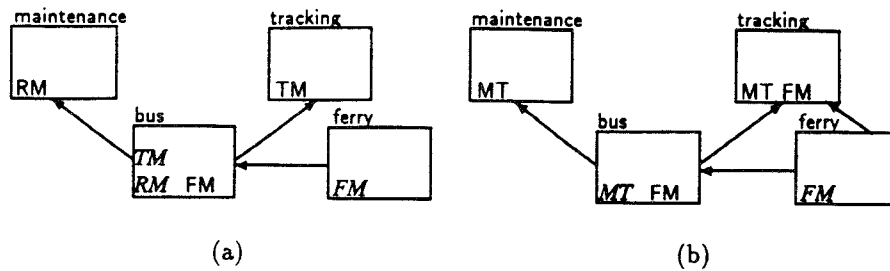 maintenance
RM
tracking
TM
bus
TM
RM FM
ferry
FM
(a)
maintenance
MT
tracking
MT FM
bus
MT FM
ferry
FM
(b)